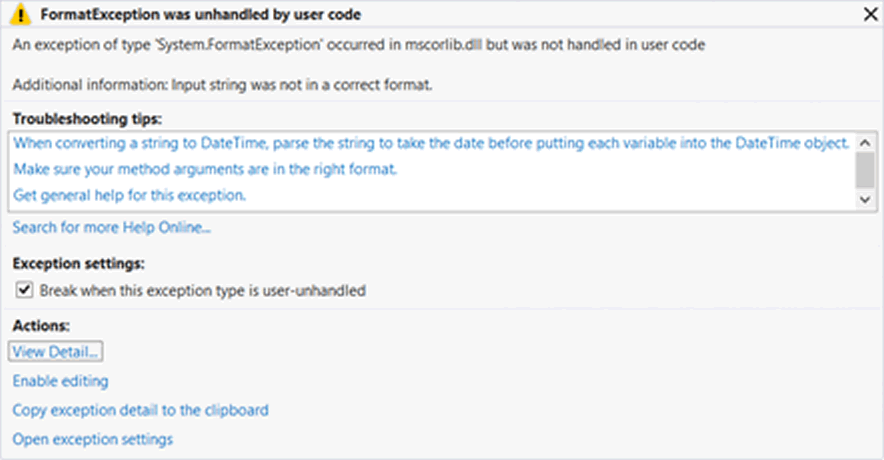 FormatException was unhandled by user code
An exception of type 'System.FormatException' occurred in mscorlib.dll but was not handled in user code
Additional information: Input string was not in a correct format.
Troubleshooting tips:
When converting a string to DateTime, parse the string to take the date before putting each variable into the DateTime object.
Make sure your method arguments are in the right format.
Get general help for this exception.
Search for more Help Online...
Exception settings:
Break when this exception type is user-unhandled
Actions:
View Detail...
Enable editing
Copy exception detail to the clipboard
Open exception settings